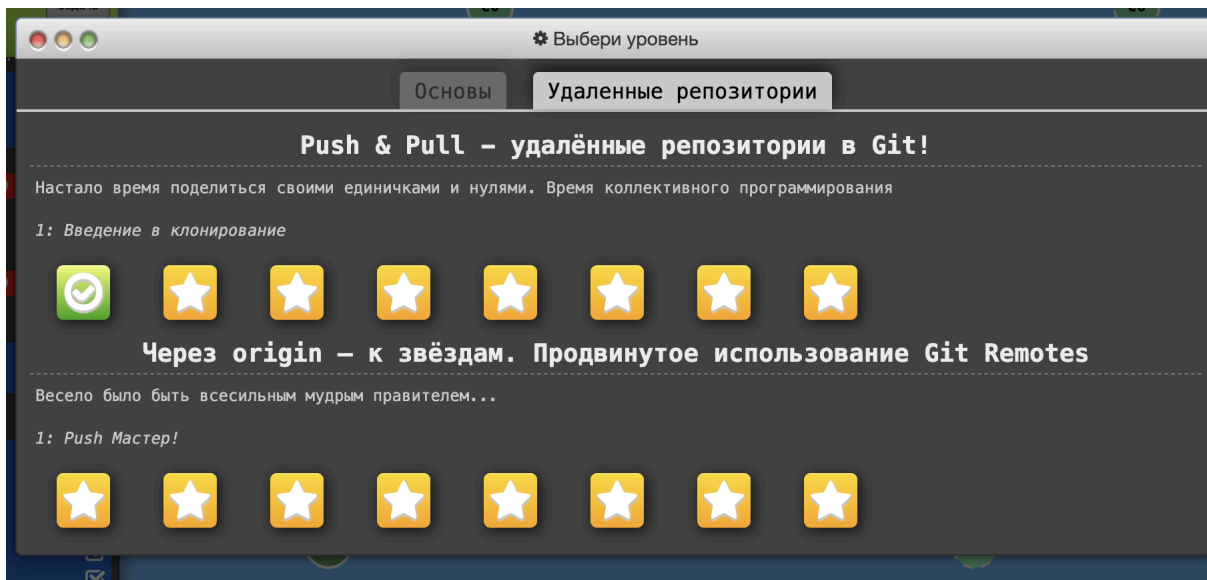 Выбери уровень
Основы
Удаленные репозитории
Push & Pull – удалённые репозитории в Git!
Настало время поделиться своими единичками и нулями. Время коллективного программирования
1: Введение в клонирование
Через origin – к звёздам. Продвинутое использование Git Remotes
Весело было быть всесильным мудрым правителем...
1: Push Мастер!